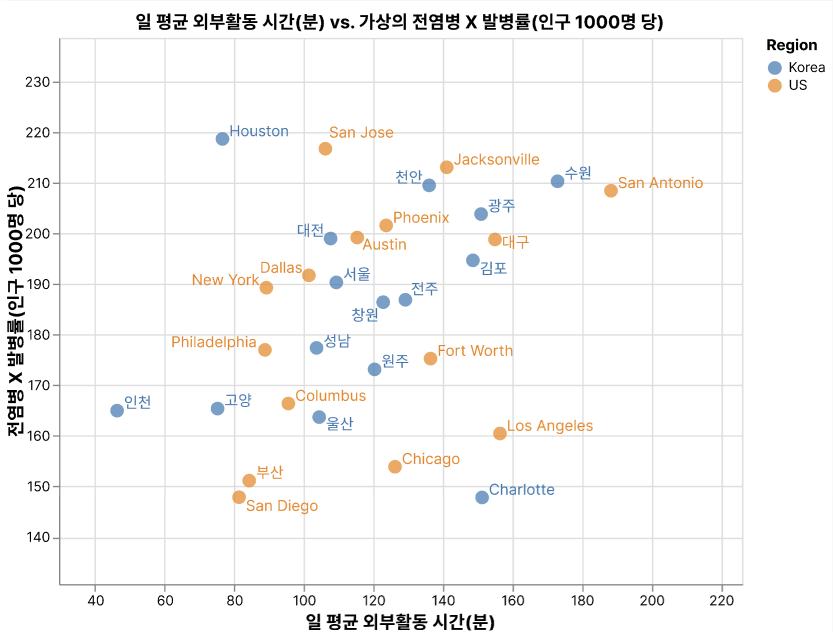 일 평균 외부활동 시간(분) vs. 가상의 전염병 X 발병률(인구 1000명 당)
Region
Korea
US
전염병 X 발병률(인구 1000명 당)
230
220
210
200
190
180
170
160
150
140
Houston
San Jose
Jacksonville
천안
수원
San Antonio
광주
Phoenix
대전
Austin
대구
Dallas
서울
김포
New York
전주
창원
Philadelphia
성남
Fort Worth
원주
인천
고양
Columbus
울산
Los Angeles
Chicago
부산
Charlotte
San Diego
40 60 80 100 120 140 160 180 200 220
일 평균 외부활동 시간(분)